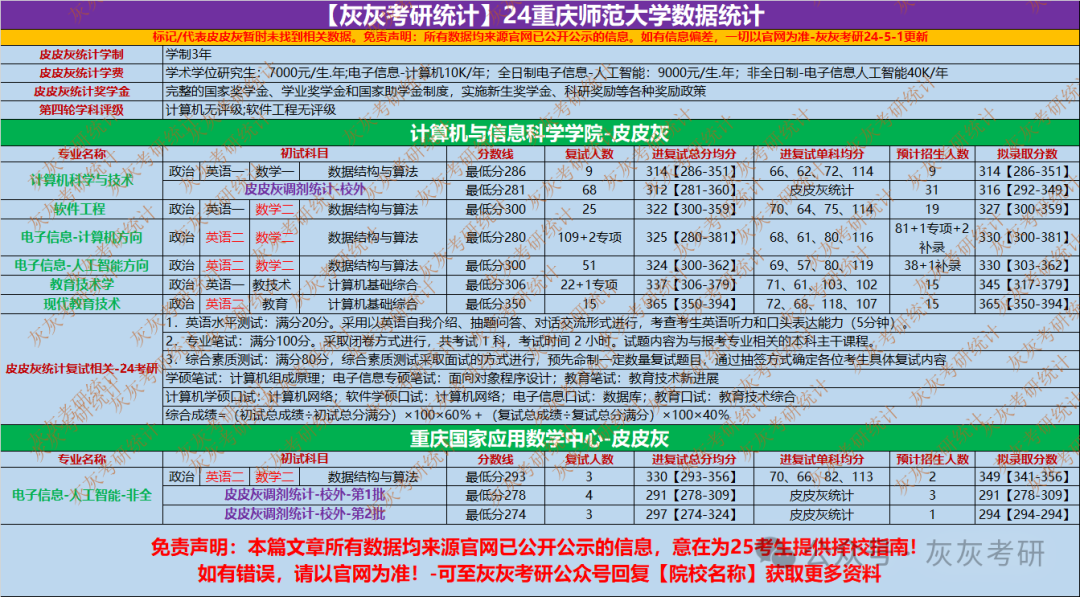 【灰灰考研统计】24重庆师范大学数据统计
标记/代表皮皮灰暂时未找到相关数据。免责声明：所有数据均来源官网已公开公示的信息。如有信息偏差，一切以官网为准-灰灰考研24-5-1更新
皮皮灰统计学制 学制3年
皮皮灰统计学费 学术学位研究生：7000元/生.年;电子信息-计算机10K/年；全日制电子信息-人工智能：9000元/生.年；非全日制-电子信息人工智能40K/年
皮皮灰统计奖学金 完整的国家奖学金、学业奖学金和国家助学金制度，实施新生奖学金、科研奖励等各种奖励政策
第四轮学科评级 计算机无评级;软件工程无评级
计算机与信息科学学院-皮皮灰
专业名称 初试科目 分数线 复试人数 进复试总分均分 进复试单科均分 预计招生人数 拟录取分数
计算机科学与技术 政治 英语一 数学一 数据结构与算法 最低分286 9 314【286-351】 66、62、72、114 9 314【286-351】
皮皮灰调剂统计-校外 最低分281 68 312【281-360】 皮皮灰统计 31 316【292-349】
软件工程 政治 英语一 数学二 数据结构与算法 最低分300 25 322【300-359】 70、64、75、114 19 327【300-359】
电子信息-计算机方向 政治 英语二 数学二 数据结构与算法 最低分280 109+2专项 325【280-381】 68、61、80、116 81+1专项+2补录 330【300-381】
电子信息-人工智能方向 政治 英语二 数学二 数据结构与算法 最低分300 51 324【300-362】 69、57、80、119 38+1补录 330【303-362】
教育技术学 政治 英语一 教技术 计算机基础综合 最低分306 22+1专项 337【306-379】 71、61、103、102 15 345【317-379】
现代教育技术 政治 英语二 教育 计算机基础综合 最低分350 15 365【350-394】 72、68、118、107 15 365【350-394】
皮皮灰统计复试相关-24考研
1．英语水平测试：满分20分。采用以英语自我介绍、抽题问答、对话交流形式进行，考查考生英语听力和口头表达能力（5分钟）。
2．专业笔试：满分100分。采取闭卷方式进行，共考试 1 科，考试时间 2 小时。试题内容为与报考专业相关的本科主干课程。
3．综合素质测试：满分80分，综合素质测试采取面试的方式进行，预先命制一定数量复试题目，通过抽签方式确定各位考生具体复试内容
学硕笔试：计算机组成原理；电子信息专硕笔试：面向对象程序设计；教育笔试：教育技术新进展
计算机学硕口试：计算机网络；软件学硕口试：计算机网络；电子信息口试：数据库；教育口试：教育技术综合
综合成绩=（初试总成绩÷初试总分满分）×100×60% +（复试总成绩÷复试总分满分）×100×40%
重庆国家应用数学中心-皮皮灰
专业名称 初试科目 分数线 复试人数 进复试总分均分 进复试单科均分 预计招生人数 拟录取分数
电子信息-人工智能-非全 政治 英语二 数学二 数据结构与算法 最低分293 3 330【293-356】 70、66、82、113 2 349【341-356】
皮皮灰调剂统计-校外-第1批 最低分278 4 291【278-309】 皮皮灰统计 3 291【278-309】
皮皮灰调剂统计-校外-第2批 最低分274 3 297【274-324】 皮皮灰统计 1 294【294-294】
免责声明：本篇文章所有数据均来源官网已公开公示的信息，意在为25考生提供择校指南！
如有错误，请以官网为准！-可至灰灰考研公众号回复【院校名称】获取更多资料
公众号 · 灰灰考研